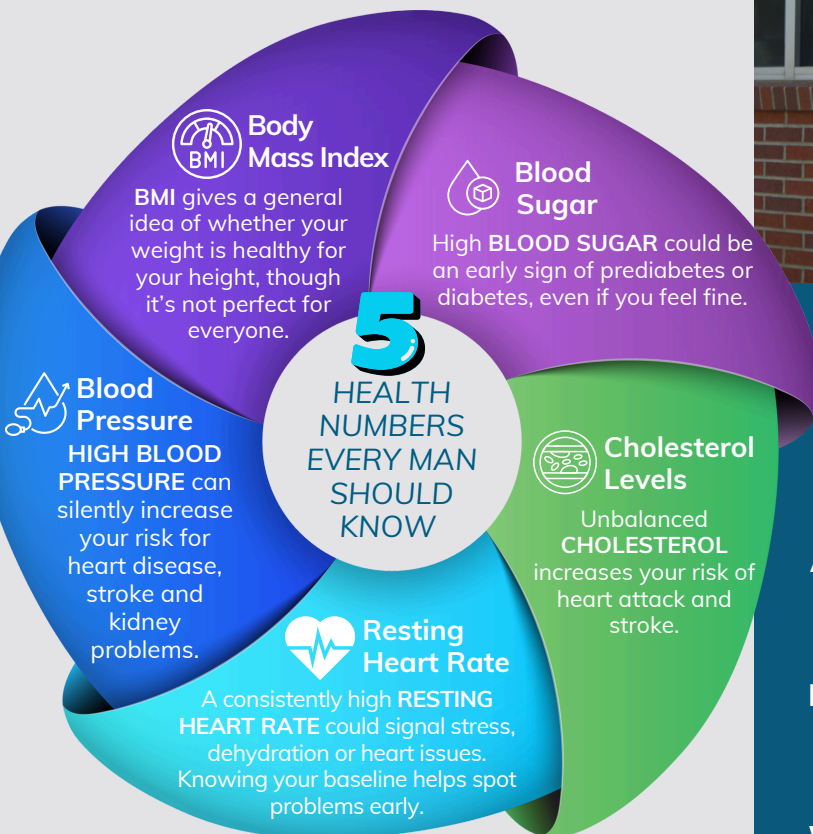 5
HEALTH
NUMBERS
EVERY MAN
SHOULD
KNOW
BMI
Body
Mass Index
BMI gives a general
idea of whether your
weight is healthy for
your height, though
it's not perfect for
everyone.
Blood
Sugar
High BLOOD SUGAR could be
an early sign of prediabetes or
diabetes, even if you feel fine.
Cholesterol
Levels
Unbalanced
CHOLESTEROL
increases your risk of
heart attack and
stroke.
Resting
Heart Rate
A consistently high RESTING
HEART RATE could signal stress,
dehydration or heart issues.
Knowing your baseline helps spot
problems early.
Blood
Pressure
HIGH BLOOD
PRESSURE can
silently increase
your risk for
heart disease,
stroke and
kidney
problems.